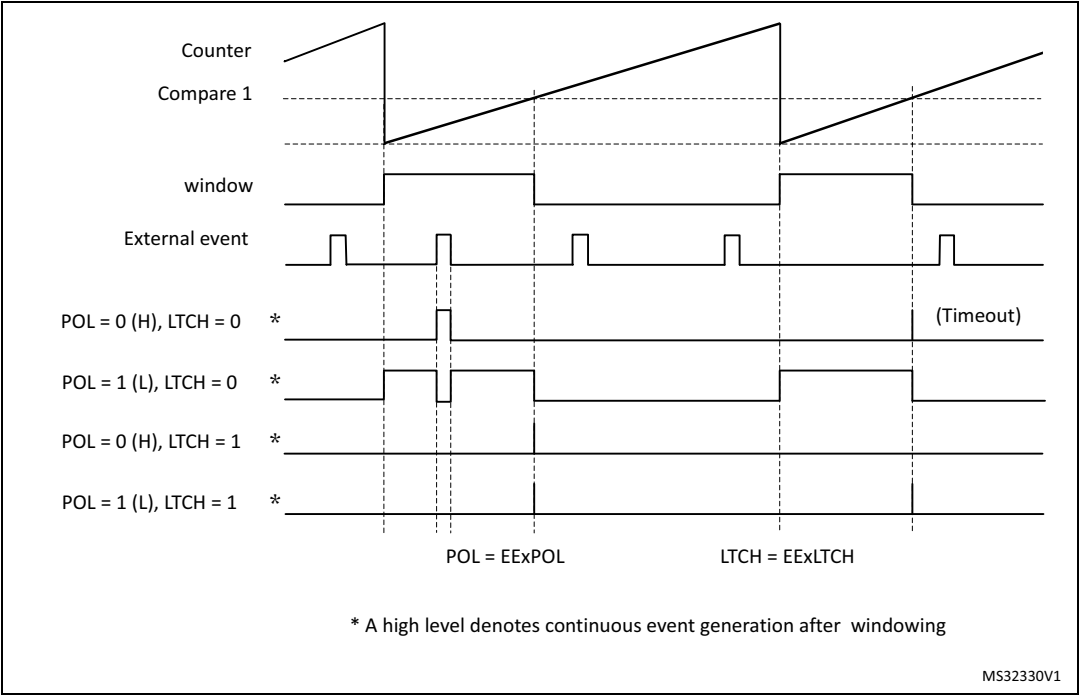 Counter
Compare 1
window
External event
POL = 0 (H), LTCH = 0 *
(Timeout)
POL = 1 (L), LTCH = 0 *
POL = 0 (H), LTCH = 1 *
POL = 1 (L), LTCH = 1 *
POL = EExPOL
LTCH = EExLTCH
* A high level denotes continuous event generation after windowing
MS32330V1